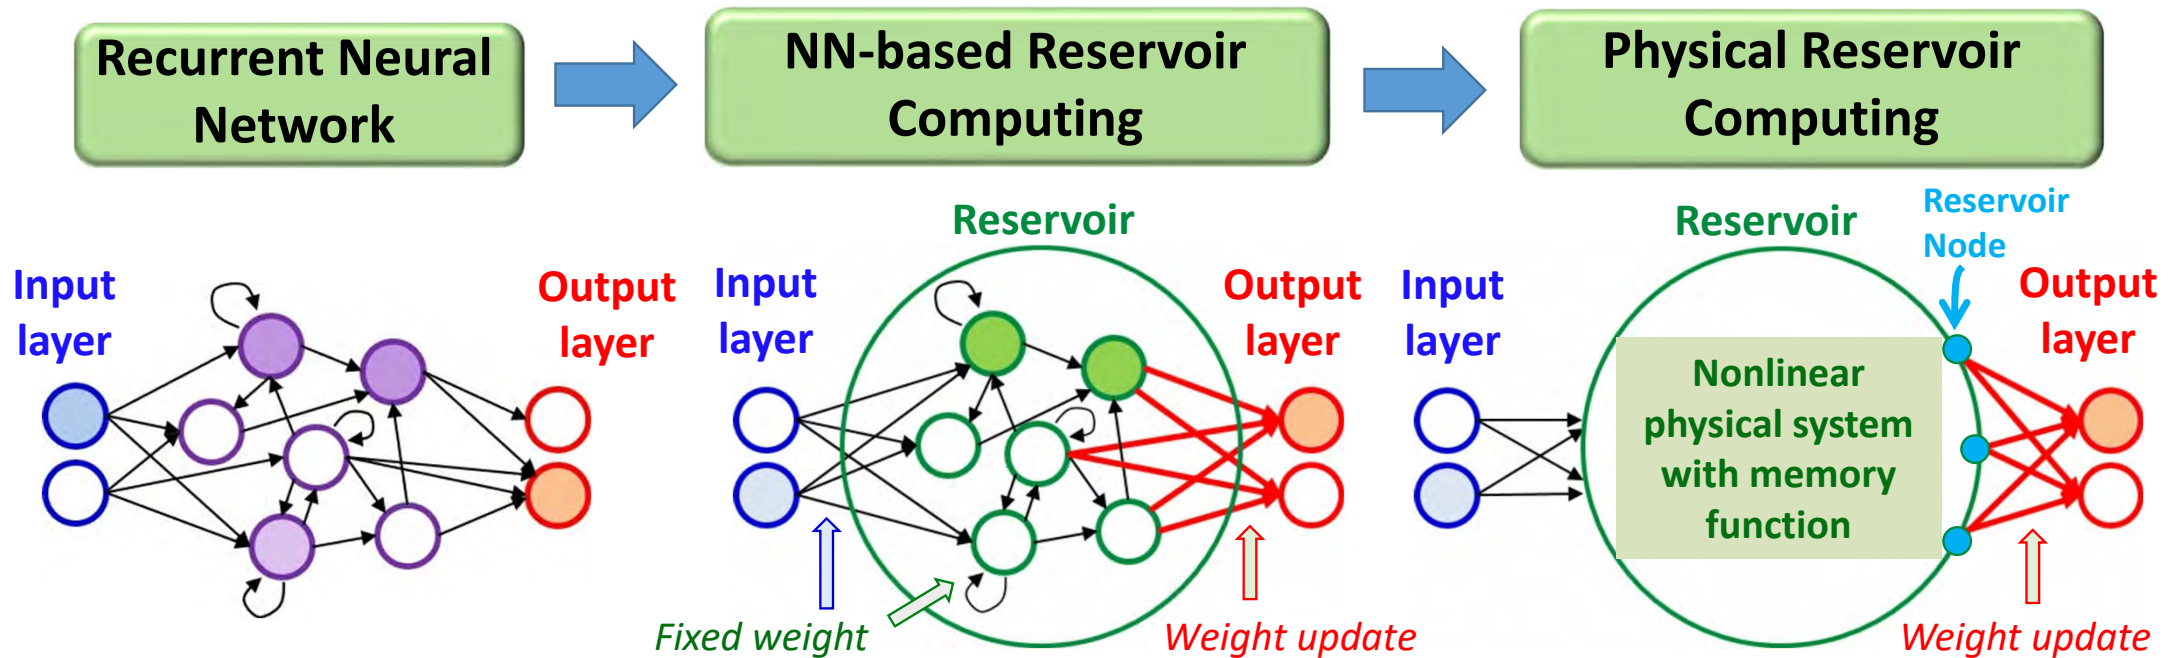 Recurrent Neural
Network
NN-based Reservoir
Computing
Physical Reservoir
Computing
Input
layer
Output
layer
Reservoir
Input
layer
Output
layer
Fixed weight
Weight update
Reservoir
Reservoir
Node
Input
layer
Output
layer
Nonlinear
physical system
with memory
function
Weight update